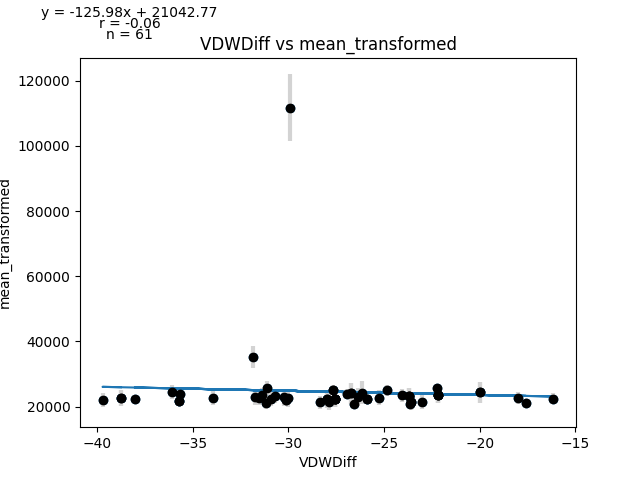 y = -125.98x + 21042.77
r = -0.06
n = 61
VDWDiff vs mean_transformed
120000
100000
80000
60000
40000
20000
mean_transformed
−40
−35
−30
−25
−20
−15
VDWDiff